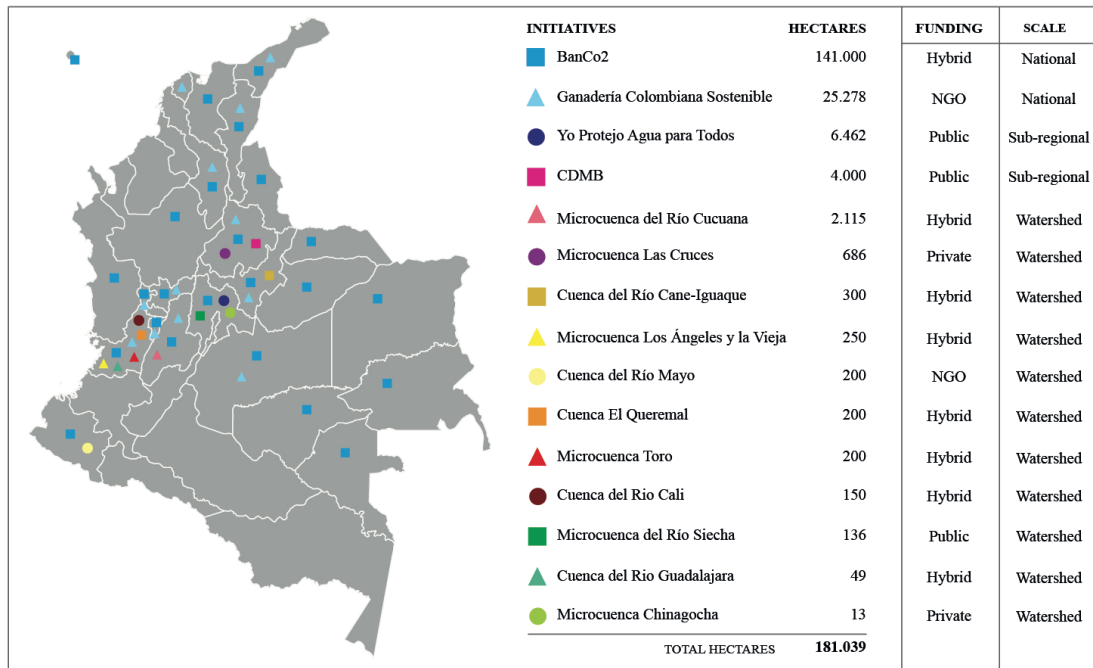 INITIATIVES HECTARES FUNDING SCALE
BanCo2 141.000 Hybrid National
Ganadería Colombiana Sostenible 25.278 NGO National
Yo Protejo Agua para Todos 6.462 Public Sub-regional
CDMB 4.000 Public Sub-regional
Microcuenca del Río Cucuana 2.115 Hybrid Watershed
Microcuenca Las Cruces 686 Private Watershed
Cuenca del Río Cane-Iguaque 300 Hybrid Watershed
Microcuenca Los Ángeles y la Vieja 250 Hybrid Watershed
Cuenca del Río Mayo 200 NGO Watershed
Cuenca El Queremal 200 Hybrid Watershed
Microcuenca Toro 200 Hybrid Watershed
Cuenca del Rio Cali 150 Hybrid Watershed
Microcuenca del Río Siecha 136 Public Watershed
Cuenca del Rio Guadalajara 49 Hybrid Watershed
Microcuenca Chinagocha 13 Private Watershed
TOTAL HECTARES 181.039